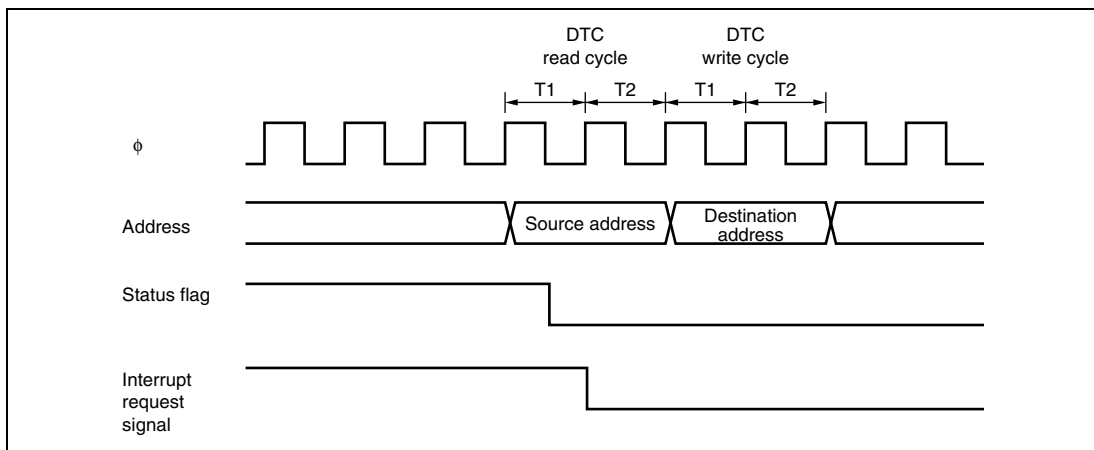 DTC
read cycle
DTC
write cycle
T1
T2
T1
T2
ϕ
Address
Source address
Destination
address
Status flag
Interrupt
request
signal